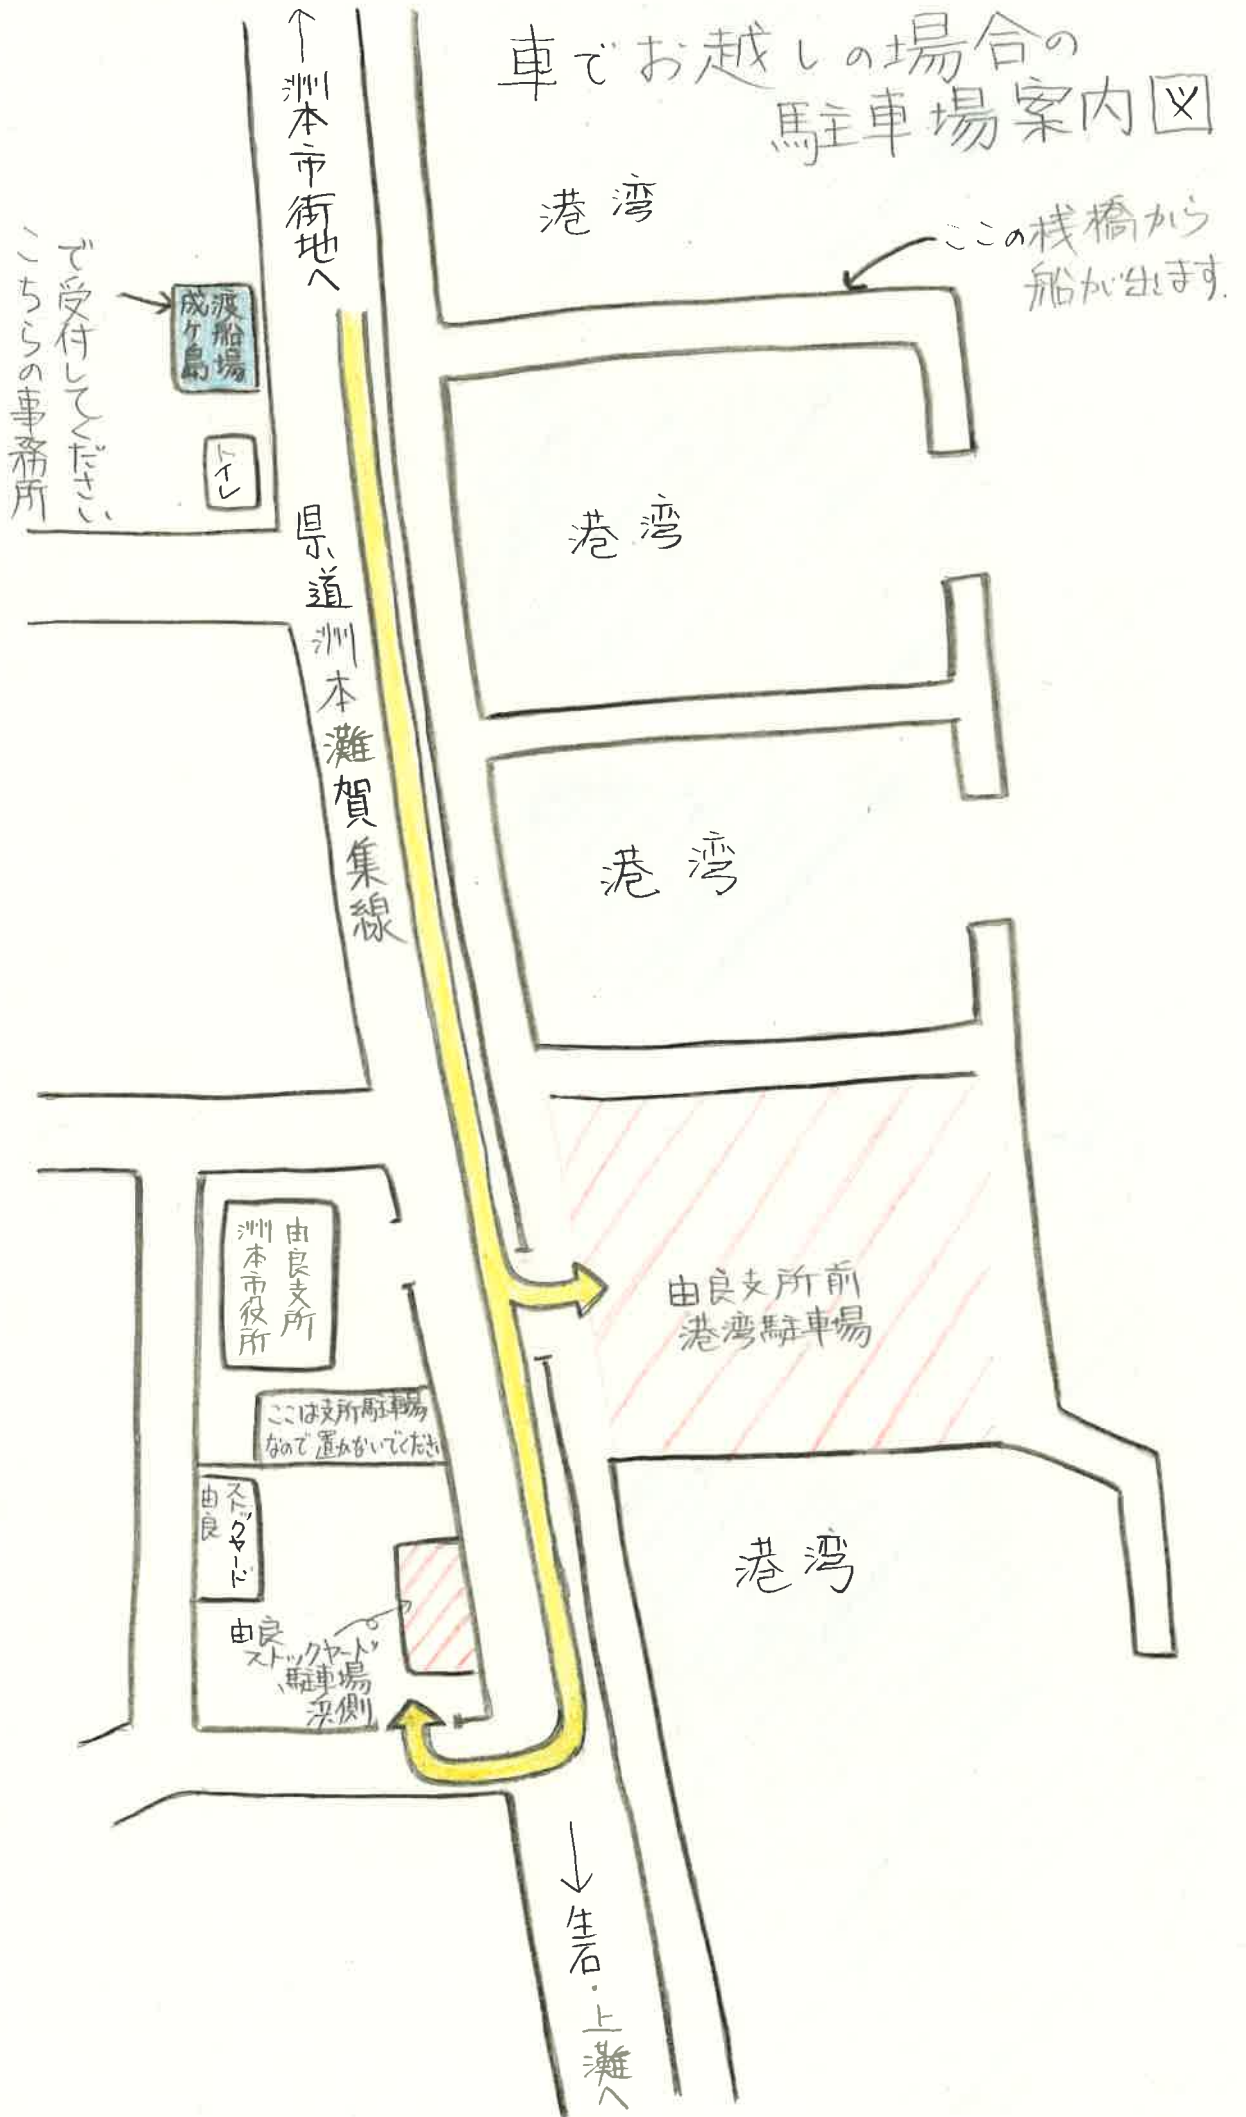 車でお越しの場合の
駐車場案内図
↑洲本市街地へ
港湾
ここの桟橋から
船が出ます.
こちらの事務所
で受付してください
成ヶ島
渡船場
トイレ
港湾
県道洲本灘賀集線
港湾
洲本市役所
由良支所
由良支所前
港湾駐車場
ここは支所駐車場
なので置かないでくださ
由良
ストックヤード
港湾
由良
ストックヤード
駐車場
浜側
↓生石・上灘へ